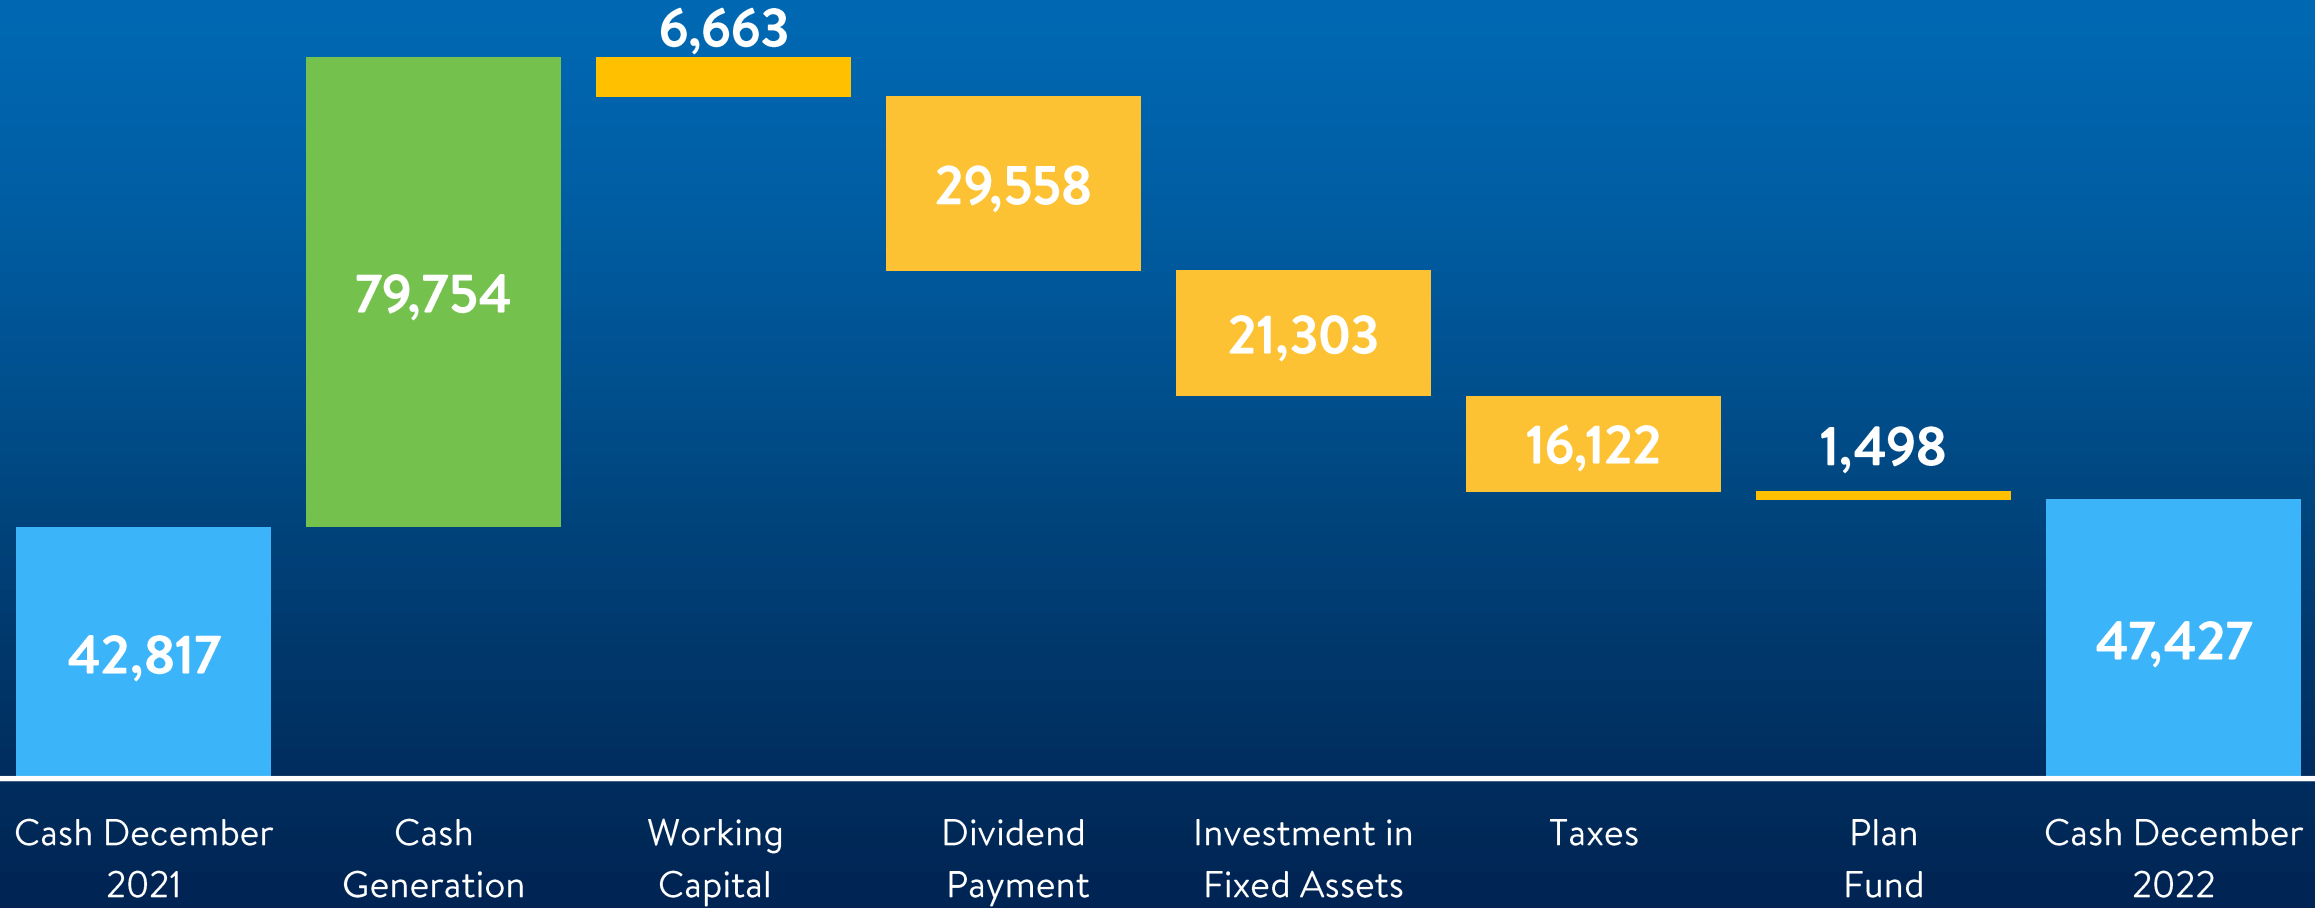 6,663
29,558
79,754
21,303
16,122
1,498
42,817
47,427
Cash December
2021
Cash
Generation
Working
Capital
Dividend
Payment
Investment in
Fixed Assets
Taxes
Plan
Fund
Cash December
2022